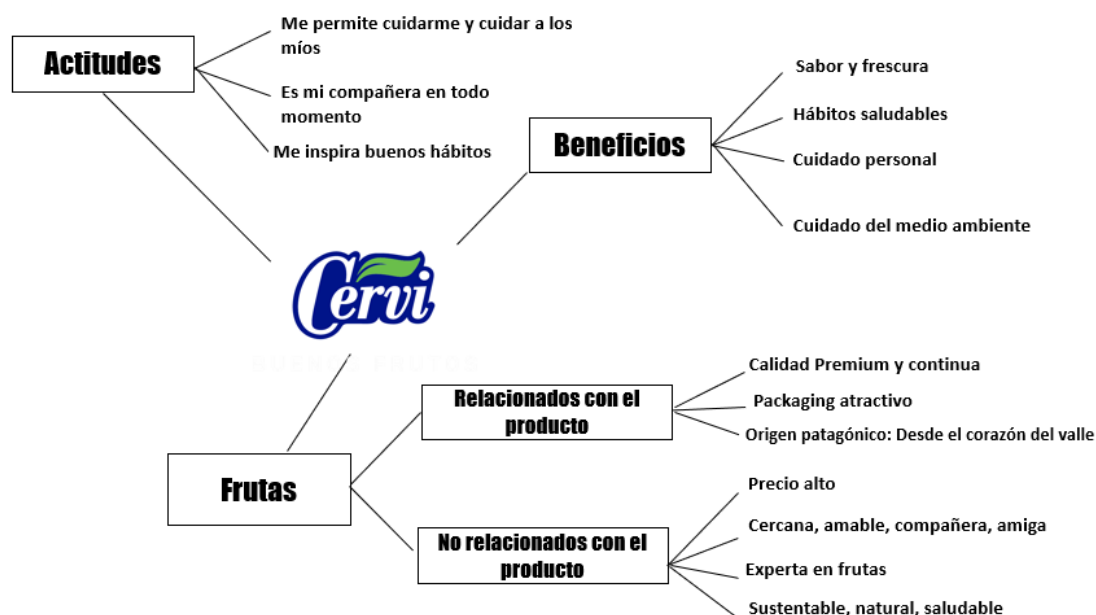 Actitudes
Me permite cuidarme y cuidar a los
míos
Es mi compañera en todo
momento
Me inspira buenos hábitos
Beneficios
Sabor y frescura
Hábitos saludables
Cuidado personal
Cuidado del medio ambiente
Cervi
Frutas
Relacionados con el
producto
Calidad Premium y continua
Packaging atractivo
Origen patagónico: Desde el corazón del valle
No relacionados con el
producto
Precio alto
Cercana, amable, compañera, amiga
Experta en frutas
Sustentable, natural, saludable